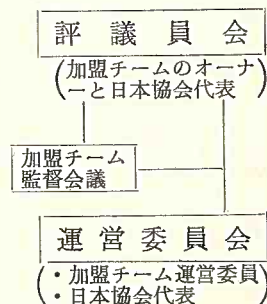 評議員会
(加盟チームのオーナ
ーと日本協会代表)
加盟チーム
監督会議
運営委員会
(・加盟チーム運営委員
・日本協会代表)